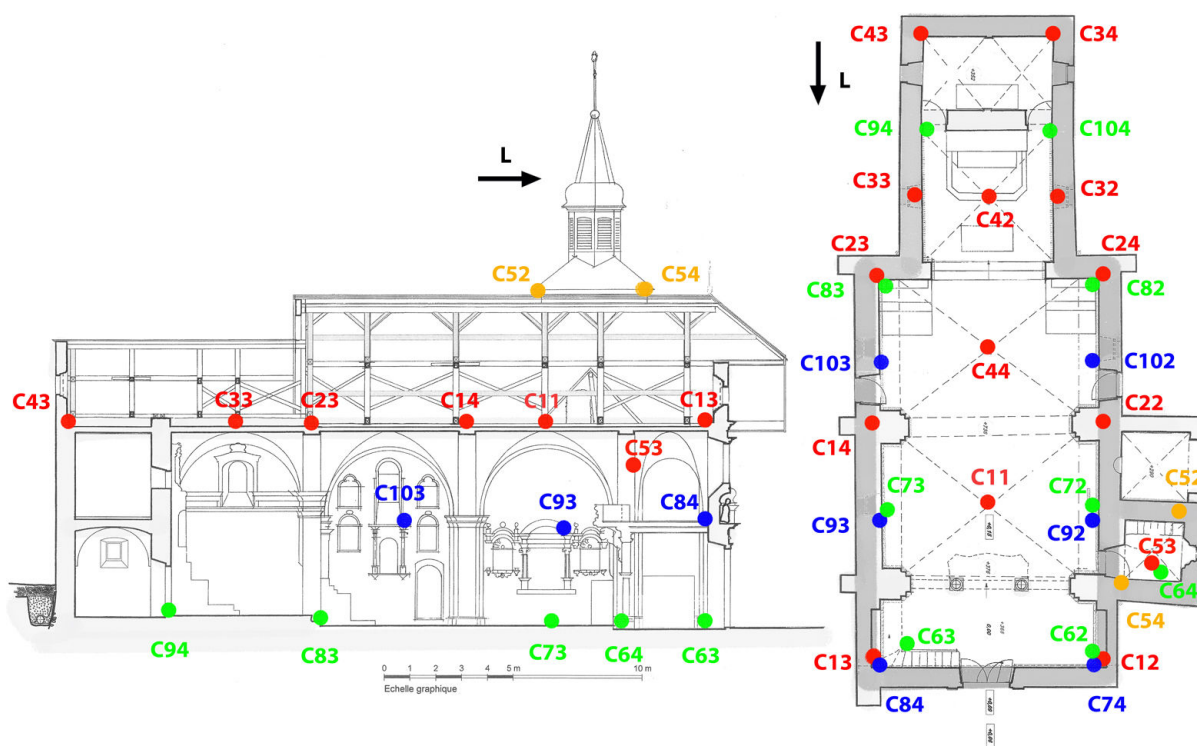 L
C52
C54
C43
C33
C23
C14
C11
C13
C53
C103
C93
C84
C94
C83
C73
C64
C63
0 1 2 3 4 5 m 10 m
Echelle graphique
C43
C34
L
C94
C104
C33
C32
C42
C23
C24
C83
C82
C44
C103
C102
C14
C22
C11
C73
C72
C52
C93
C92
C53
C64
C54
C63
C62
C13
C12
C84
C74